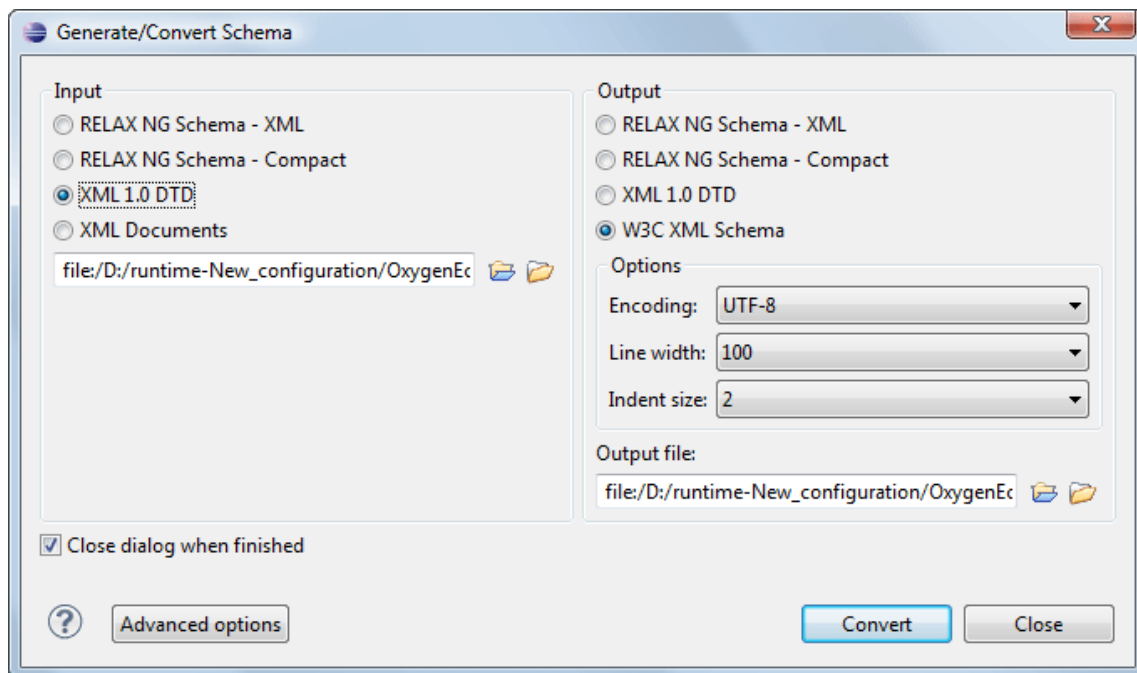 Generate/Convert Schema
Input
RELAX NG Schema - XML
RELAX NG Schema - Compact
XML 1.0 DTD
XML Documents
file:/D:/runtime-New_configuration/OxygenEc
Output
RELAX NG Schema - XML
RELAX NG Schema - Compact
XML 1.0 DTD
W3C XML Schema
Options
Encoding: UTF-8
Line width: 100
Indent size: 2
Output file:
file:/D:/runtime-New_configuration/OxygenEc
Close dialog when finished
? Advanced options Convert Close